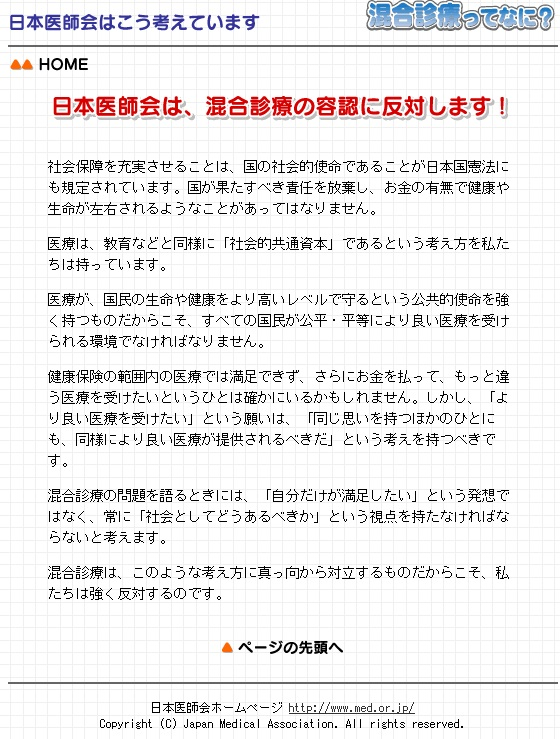 日本医師会はこう考えています
混合診療ってなに?
HOME
日本医師会は、混合診療の容認に反対します!
社会保障を充実させることは、国の社会的使命であることが日本国憲法に
も規定されています。国が果たすべき責任を放棄し、お金の有無で健康や
生命が左右されるようなことがあってはなりません。
医療は、教育などと同様に「社会的共通資本」であるという考え方を私た
ちは持っています。
医療が、国民の生命や健康をより高いレベルで守るという公共的使命を強
く持つものだからこそ、すべての国民が公平・平等により良い医療を受け
られる環境でなければなりません。
健康保険の範囲内の医療では満足できず、さらにお金を払って、もっと違
う医療を受けたいというひとは確かにいるかもしれません。しかし、「よ
り良い医療を受けたい」という願いは、「同じ思いを持つほかのひとに
も、同様により良い医療が提供されるべきだ」という考えを持つべきで
す。
混合診療の問題を語るときには、「自分だけが満足したい」という発想で
はなく、常に「社会としてどうあるべきか」という視点を持たなければな
らないと考えます。
混合診療は、このような考え方に真っ向から対立するものだからこそ、私
たちは強く反対するのです。
ページの先頭へ
日本医師会ホームページ http://www.med.or.jp/
Copyright (C) Japan Medical Association. All rights reserved.